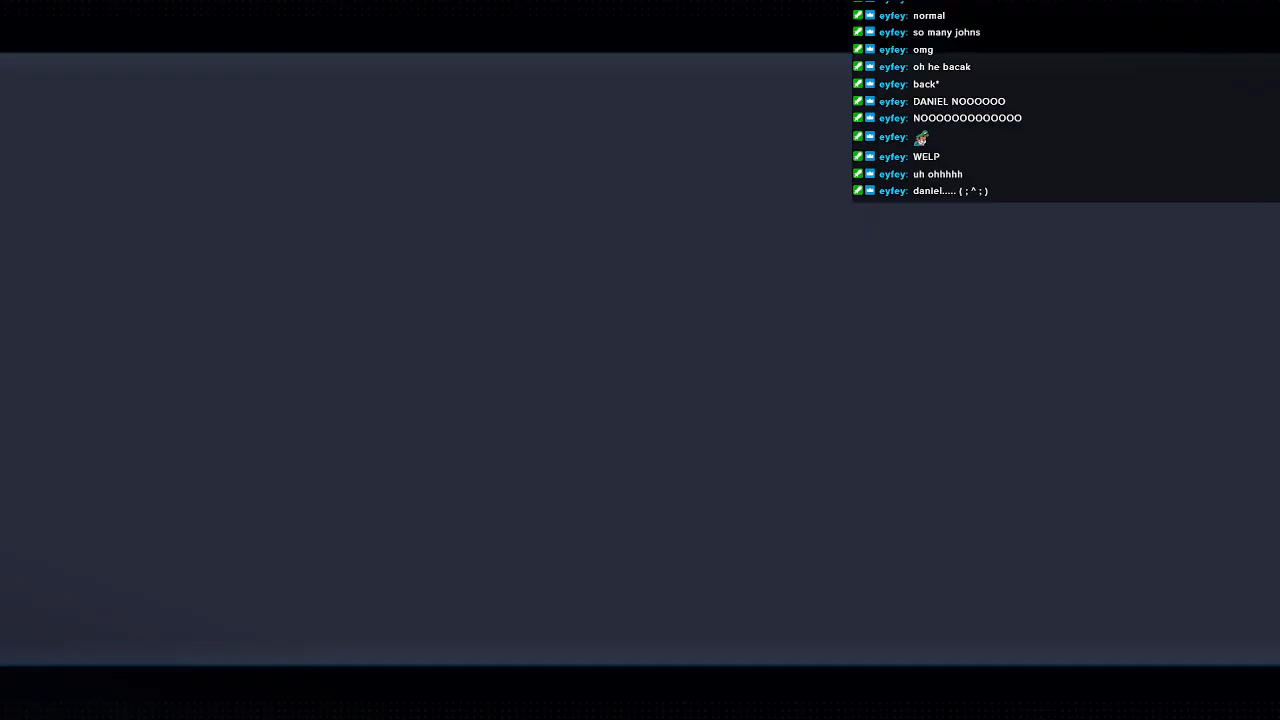 eyfey: normal
eyfey: so many johns
eyfey: omg
eyfey: oh he bacak
eyfey: back*
eyfey: DANIEL NOOOOOO
eyfey: NOOOOOOOOOOOOO
eyfey:
eyfey: WELP
eyfey: uh ohhhhh
eyfey: daniel..... ( ; ^ ; )